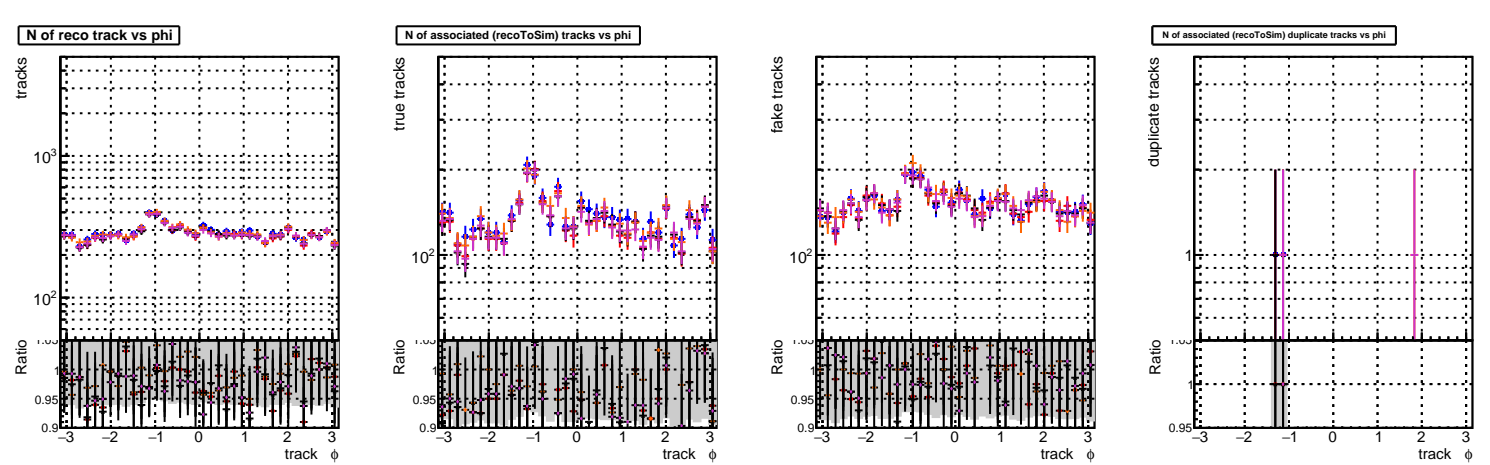 N of reco track vs phi
tracks
10³
10²
Ratio
1.05
1
0.95
0.9
−3 −2 −1 0 1 2 3
track ϕ
N of associated (recoToSim) tracks vs phi
true tracks
10²
Ratio
1.05
1
0.95
0.9
−3 −2 −1 0 1 2 3
track ϕ
fake tracks
10²
Ratio
1.05
1
0.95
0.9
−3 −2 −1 0 1 2 3
track ϕ
N of associated (recoToSim) duplicate tracks vs phi
duplicate tracks
1
Ratio
1.05
1
0.95
−3 −2 −1 0 1 2 3
track ϕ